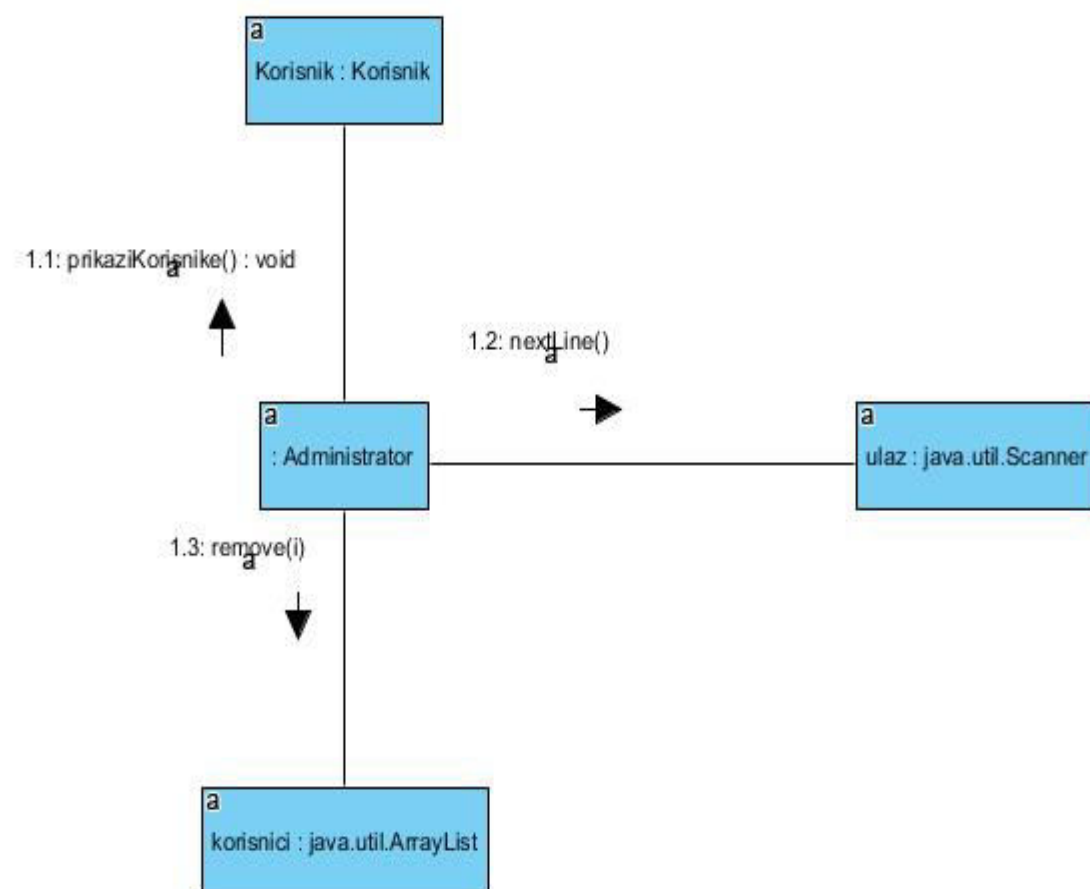 a
Korisnik : Korisnik
1.1: prikaziKorisnike() : void
a
1.2: nextLine()
a
a
: Administrator
a
ulaz : java.util.Scanner
1.3: remove(i)
a
a
korisnici : java.util.ArrayList